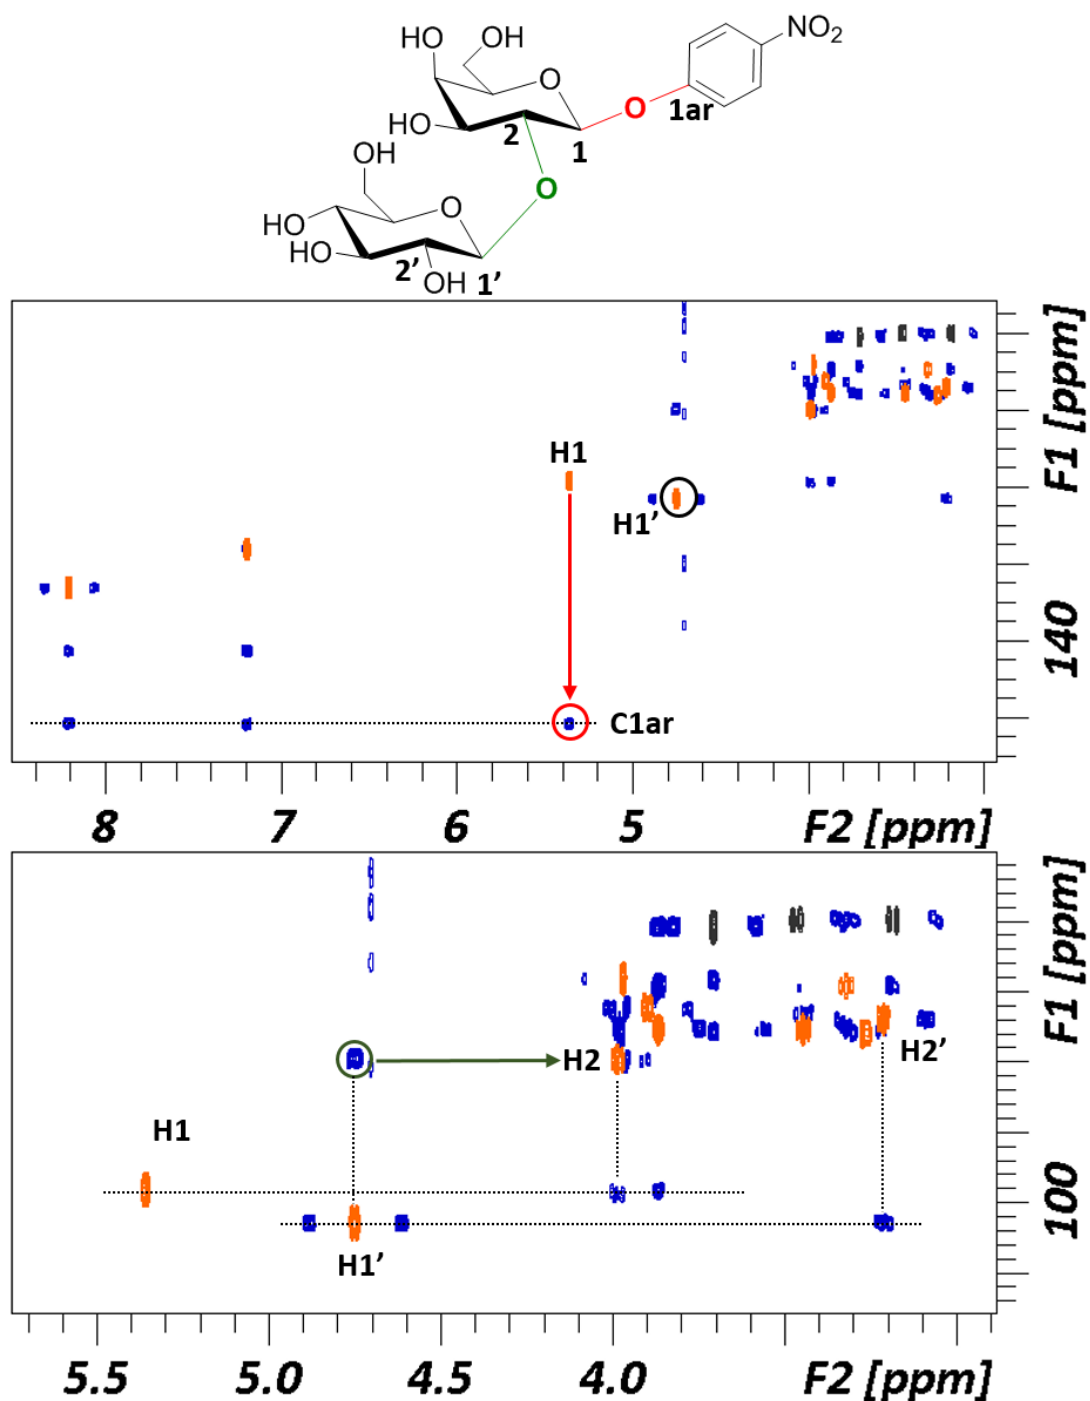 HO OH
NO₂
O
O 1ar
HO 2 1
OH
O
O
HO
HO
2’ OH 1’
H1
H1’
C1ar
F1 [ppm]
140
8 7 6 5 F2 [ppm]
H2
H2’
H1
H1’
F1 [ppm]
100
5.5 5.0 4.5 4.0 F2 [ppm]